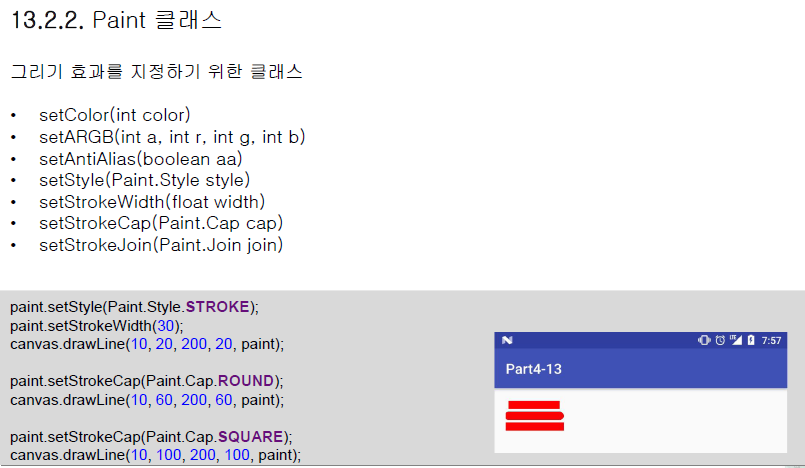 13.2.2. Paint 클래스
그리기 효과를 지정하기 위한 클래스
• setColor(int color)
• setARGB(int a, int r, int g, int b)
• setAntiAlias(boolean aa)
• setStyle(Paint.Style style)
• setStrokeWidth(float width)
• setStrokeCap(Paint.Cap cap)
• setStrokeJoin(Paint.Join join)
paint.setStyle(Paint.Style.STROKE);
paint.setStrokeWidth(30);
canvas.drawLine(10, 20, 200, 20, paint);
paint.setStrokeCap(Paint.Cap.ROUND);
canvas.drawLine(10, 60, 200, 60, paint);
paint.setStrokeCap(Paint.Cap.SQUARE);
canvas.drawLine(10, 100, 200, 100, paint);
LTE 7:57
Part4-13